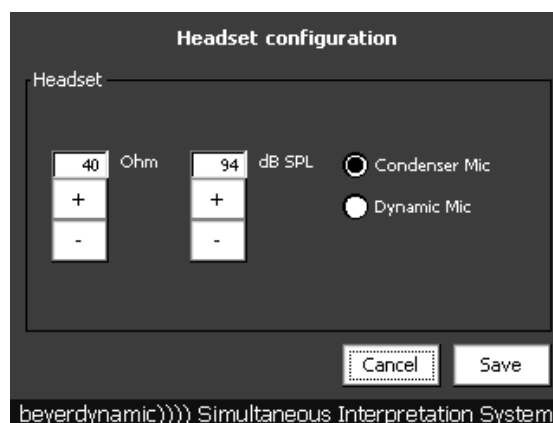 Headset configuration
Headset
40 Ohm 94 dB SPL Condenser Mic
+ + Dynamic Mic
- -
Cancel Save
beyerdynamic)))) Simultaneous Interpretation System